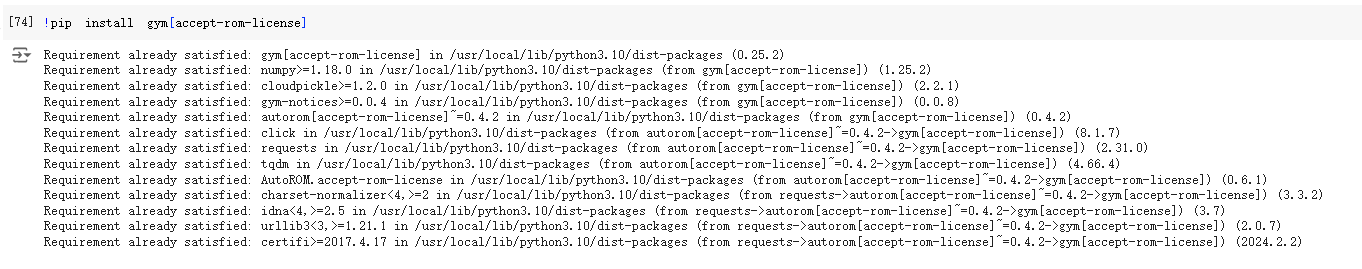 [74] !pip install gym[accept-rom-license]
Requirement already satisfied: gym[accept-rom-license] in /usr/local/lib/python3.10/dist-packages (0.25.2)
Requirement already satisfied: numpy>=1.18.0 in /usr/local/lib/python3.10/dist-packages (from gym[accept-rom-license]) (1.25.2)
Requirement already satisfied: cloudpickle>=1.2.0 in /usr/local/lib/python3.10/dist-packages (from gym[accept-rom-license]) (2.2.1)
Requirement already satisfied: gym-notices>=0.0.4 in /usr/local/lib/python3.10/dist-packages (from gym[accept-rom-license]) (0.0.8)
Requirement already satisfied: autorom[accept-rom-license]~=0.4.2 in /usr/local/lib/python3.10/dist-packages (from gym[accept-rom-license]) (0.4.2)
Requirement already satisfied: click in /usr/local/lib/python3.10/dist-packages (from autorom[accept-rom-license]~=0.4.2->gym[accept-rom-license]) (8.1.7)
Requirement already satisfied: requests in /usr/local/lib/python3.10/dist-packages (from autorom[accept-rom-license]~=0.4.2->gym[accept-rom-license]) (2.31.0)
Requirement already satisfied: tqdm in /usr/local/lib/python3.10/dist-packages (from autorom[accept-rom-license]~=0.4.2->gym[accept-rom-license]) (4.66.4)
Requirement already satisfied: AutoROM.accept-rom-license in /usr/local/lib/python3.10/dist-packages (from autorom[accept-rom-license]~=0.4.2->gym[accept-rom-license]) (0.6.1)
Requirement already satisfied: charset-normalizer<4,>=2 in /usr/local/lib/python3.10/dist-packages (from requests->autorom[accept-rom-license]~=0.4.2->gym[accept-rom-license]) (3.3.2)
Requirement already satisfied: idna<4,>=2.5 in /usr/local/lib/python3.10/dist-packages (from requests->autorom[accept-rom-license]~=0.4.2->gym[accept-rom-license]) (3.7)
Requirement already satisfied: urllib3<3,>=1.21.1 in /usr/local/lib/python3.10/dist-packages (from requests->autorom[accept-rom-license]~=0.4.2->gym[accept-rom-license]) (2.0.7)
Requirement already satisfied: certifi>=2017.4.17 in /usr/local/lib/python3.10/dist-packages (from requests->autorom[accept-rom-license]~=0.4.2->gym[accept-rom-license]) (2024.2.2)